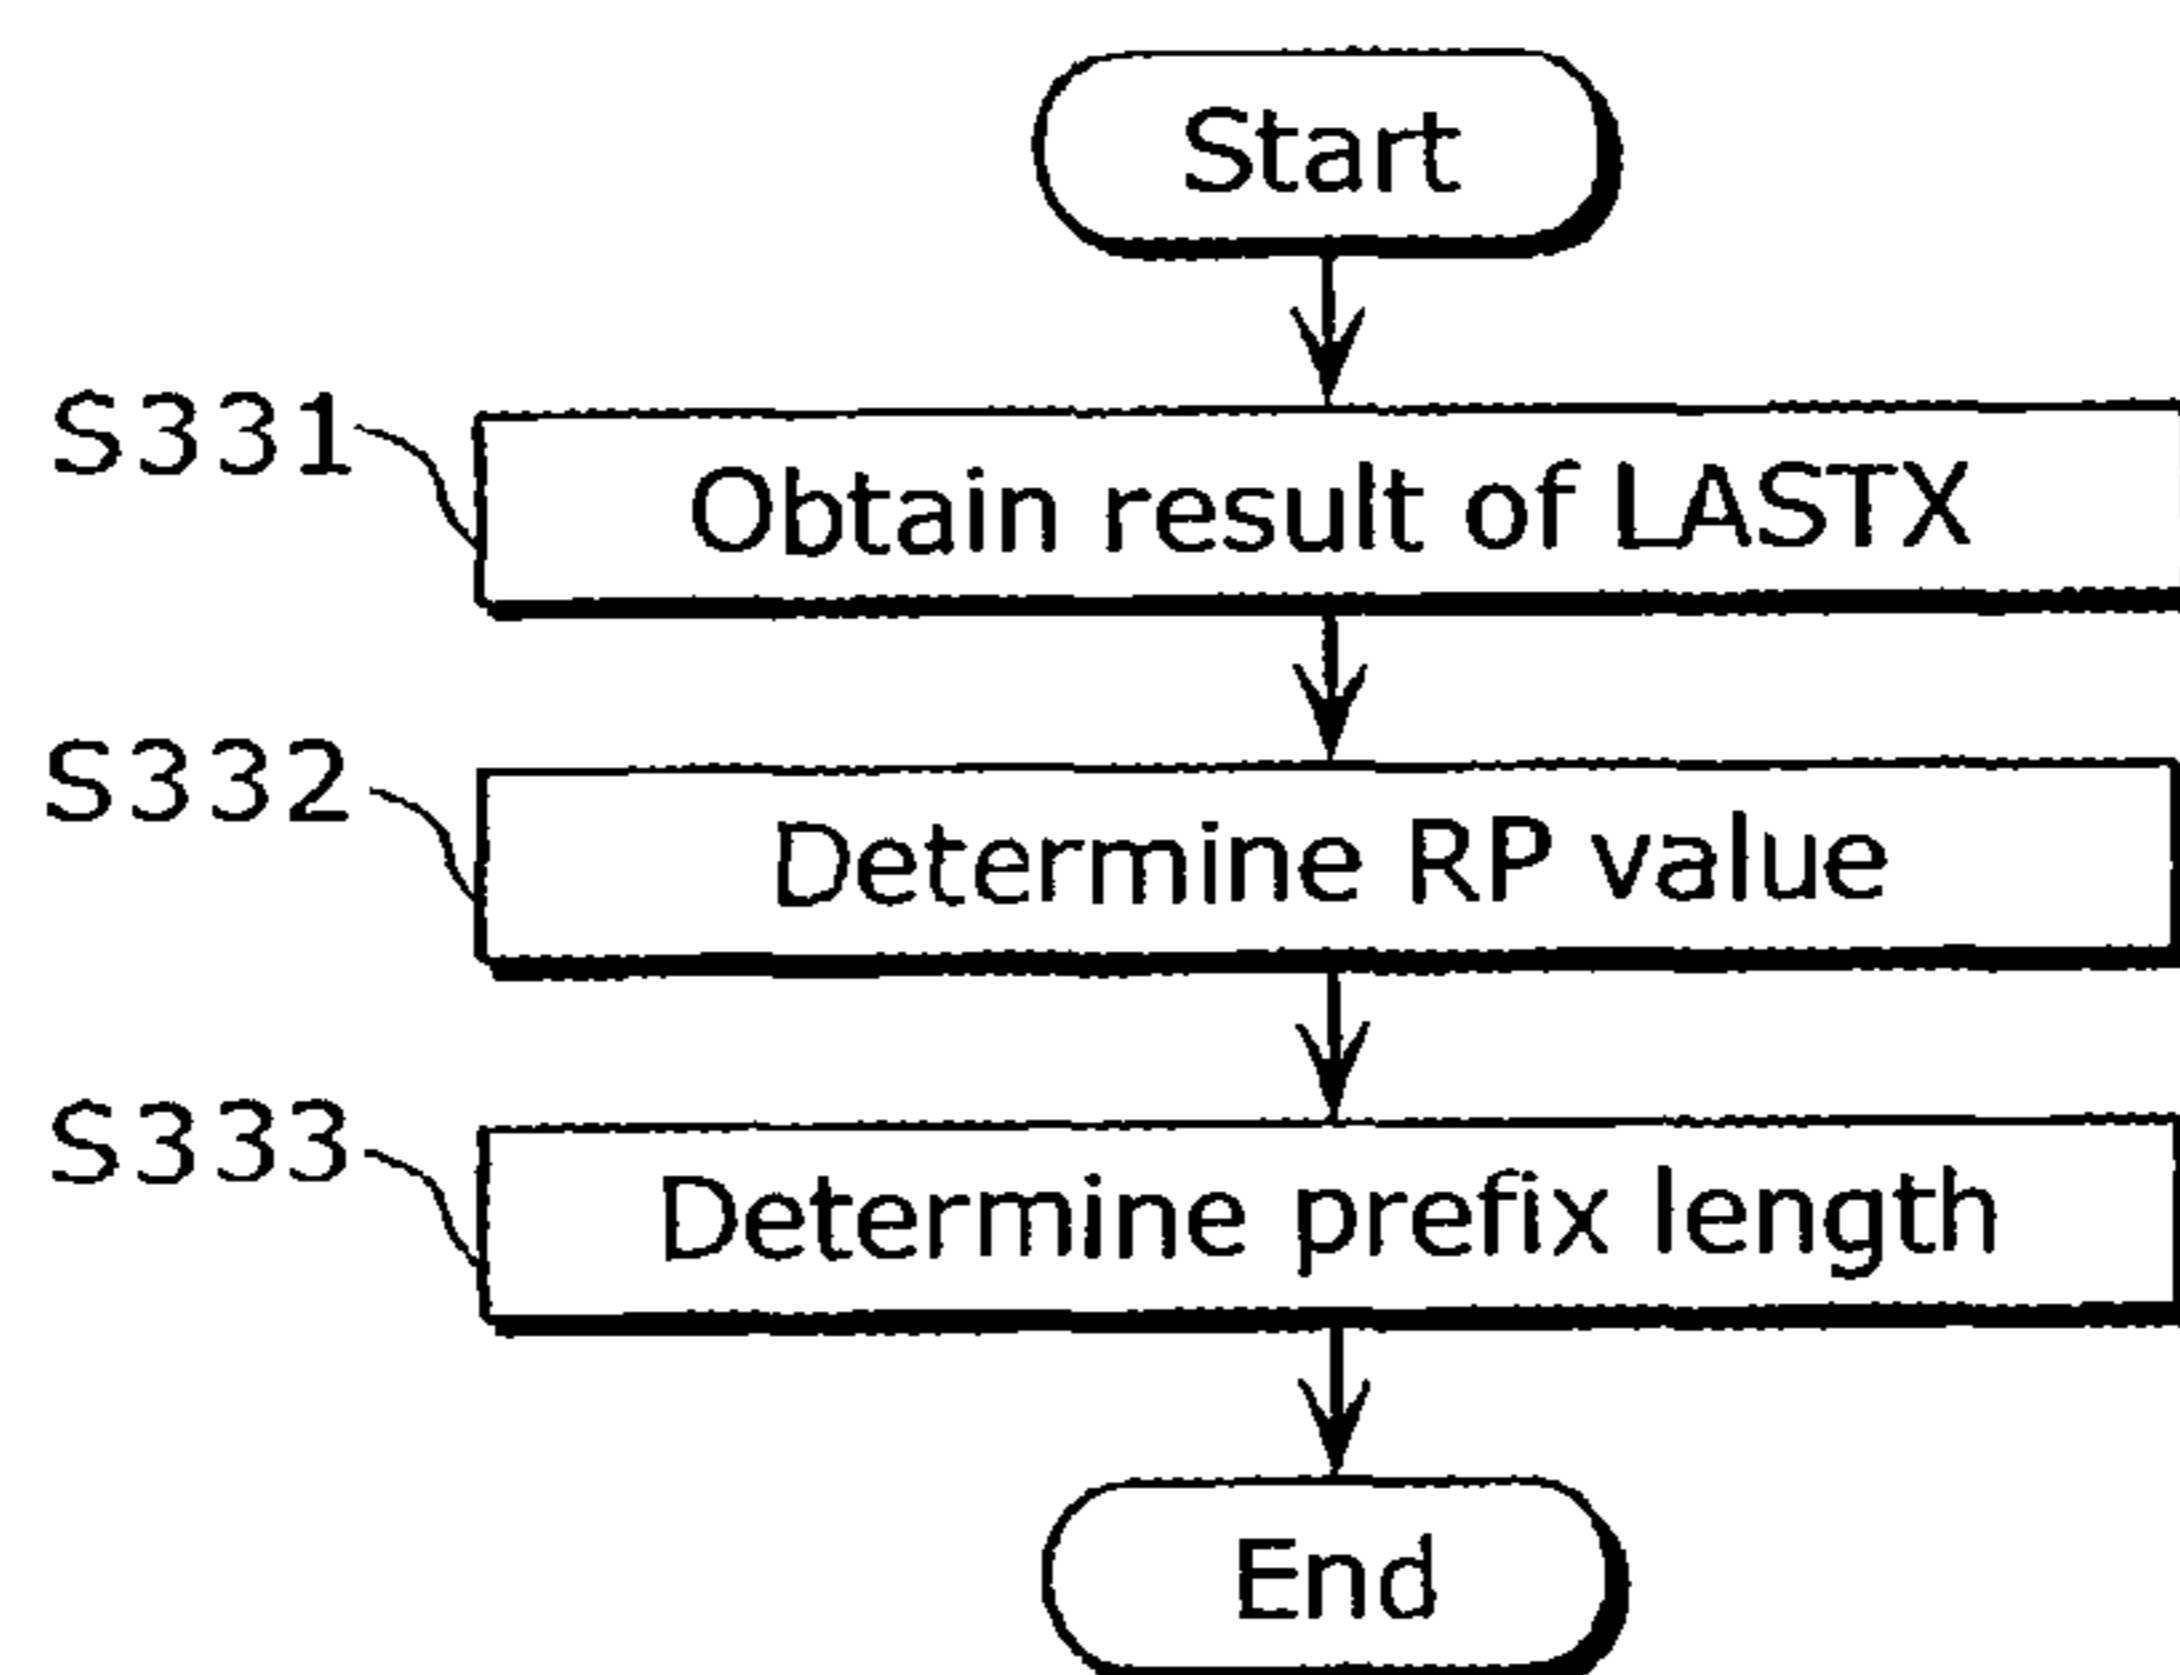 Start
S331
Obtain result of LASTX
S332
Determine RP value
S333
Determine prefix length
End